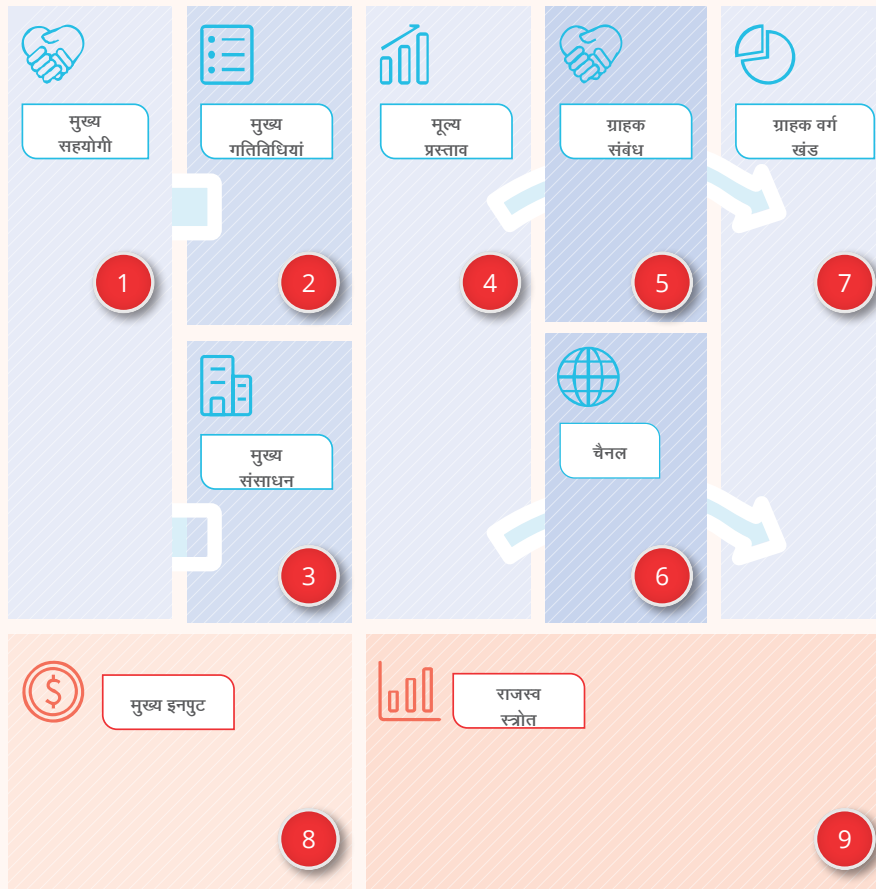 मुख्य
सहयोगी
1
मुख्य
गतिविधियां
2
मुख्य
संसाधन
3
मूल्य
प्रस्ताव
4
ग्राहक
संबंध
5
चैनल
6
ग्राहक वर्ग
खंड
7
$
मुख्य इनपुट
8
राजस्व
स्त्रोत
9